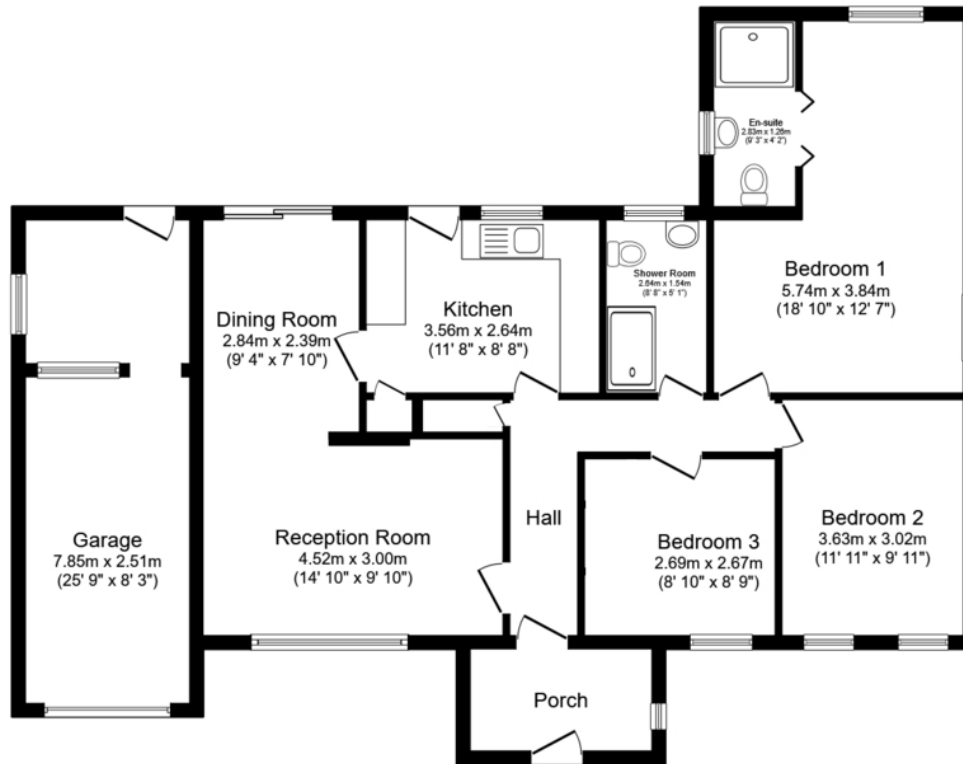 En-suite
2.83m x 1.26m
(9' 3" x 4' 2")
Bedroom 1
5.74m x 3.84m
(18' 10" x 12' 7")
Shower Room
2.64m x 1.54m
(8' 8" x 5' 1")
Kitchen
3.56m x 2.64m
(11' 8" x 8' 8")
Dining Room
2.84m x 2.39m
(9' 4" x 7' 10")
Garage
7.85m x 2.51m
(25' 9" x 8' 3")
Reception Room
4.52m x 3.00m
(14' 10" x 9' 10")
Hall
Bedroom 3
2.69m x 2.67m
(8' 10" x 8' 9")
Bedroom 2
3.63m x 3.02m
(11' 11" x 9' 11")
Porch